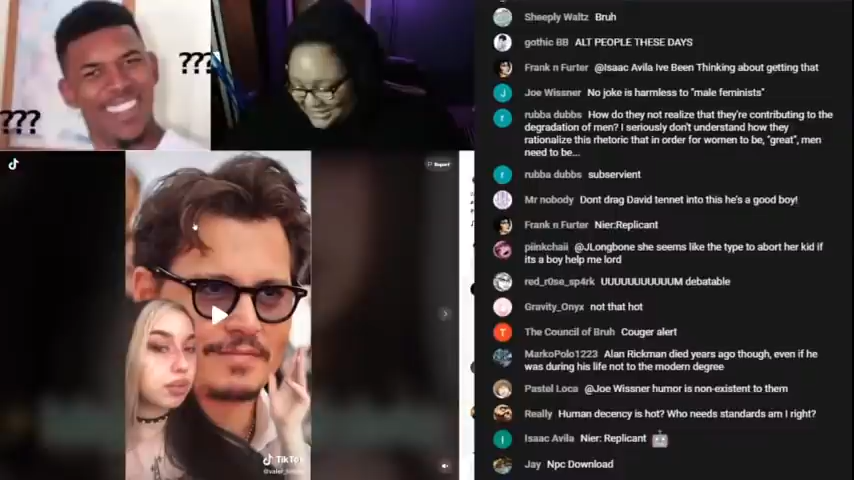 ???
???
Report
TikTok
Sheeply Waltz Bruh
gothic BB ALT PEOPLE THESE DAYS
Frank n Furter @Isaac Avila Ive Been Thinking about getting that
J
Joe Wissner No joke is harmless to "male feminists"
r
rubba dubbs How do they not realize that they're contributing to the
degradation of men? I seriously don't understand how they
rationalize this rhetoric that in order for women to be, "great", men
need to be...
r
rubba dubbs subservient
Mr nobody Dont drag David tennet into this he's a good boy!
Frank n Furter Nier:Replicant
piinkchaii @JLongbone she seems like the type to abort her kid if
its a boy help me lord
red_r0se_sp4rk UUUUUUUUUUM debatable
Gravity_Onyx not that hot
T
The Council of Bruh Couger alert
MarkoPolo1223 Alan Rickman died years ago though, even if he
was during his life not to the modern degree
Pastel Loca @Joe Wissner humor is non-existent to them
Really Human decency is hot? Who needs standards am I right?
I
Isaac Avila Nier: Replicant
Jay Npc Download